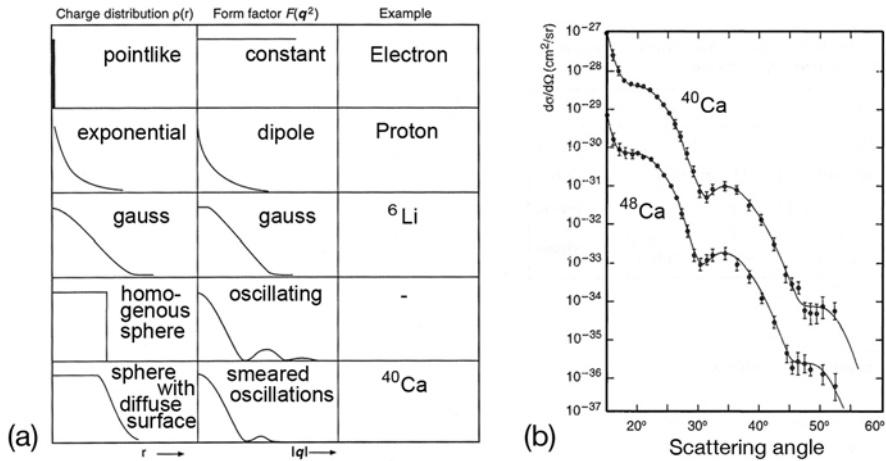 Charge distribution ρ(r) Form factor F(q²) Example
pointlike constant Electron
exponential dipole Proton
gauss gauss ⁶Li
homo-
genous
sphere
oscillating -
sphere
with
diffuse
surface
smeared
oscillations
⁴⁰Ca
(a)
r → |q| →
dσ/dΩ (cm²/sr)
10⁻²⁷
10⁻²⁸
10⁻²⁹
10⁻³⁰
10⁻³¹
10⁻³²
10⁻³³
10⁻³⁴
10⁻³⁵
10⁻³⁶
10⁻³⁷
⁴⁰Ca
⁴⁸Ca
20° 30° 40° 50° 60°
(b) Scattering angle